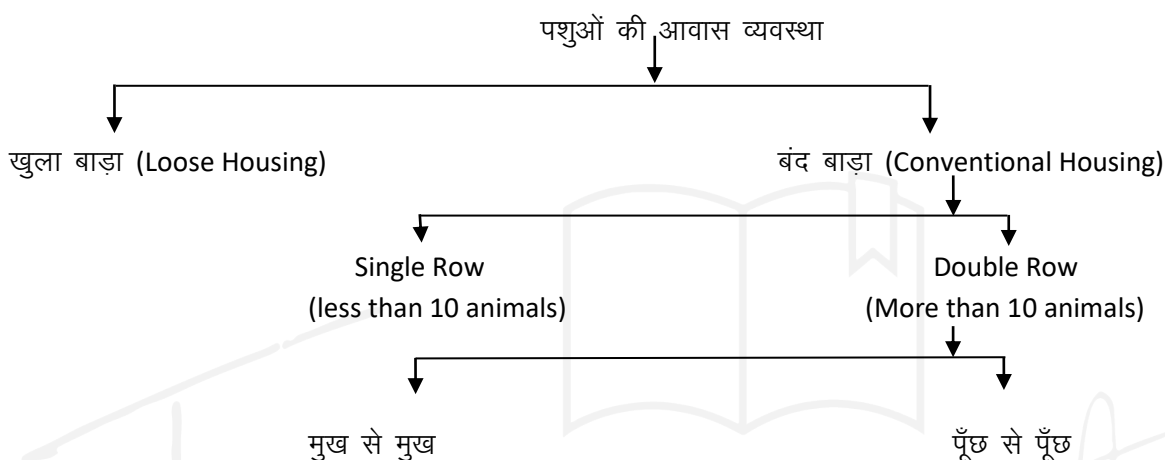 पशुओं की आवास व्यवस्था
खुला बाड़ा (Loose Housing) बंद बाड़ा (Conventional Housing)
Single Row Double Row
(less than 10 animals) (More than 10 animals)
मुख से मुख पूँछ से पूँछ